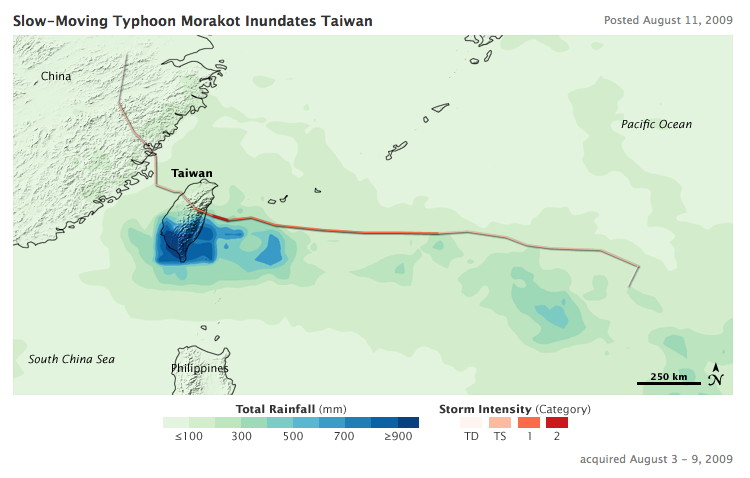 Slow-Moving Typhoon Morakot Inundates Taiwan
Posted August 11, 2009
China
Pacific Ocean
Taiwan
South China Sea
Philippines
250 km
N
Total Rainfall (mm)
≤100 300 500 700 ≥900
Storm Intensity (Category)
TD TS 1 2
acquired August 3 - 9, 2009